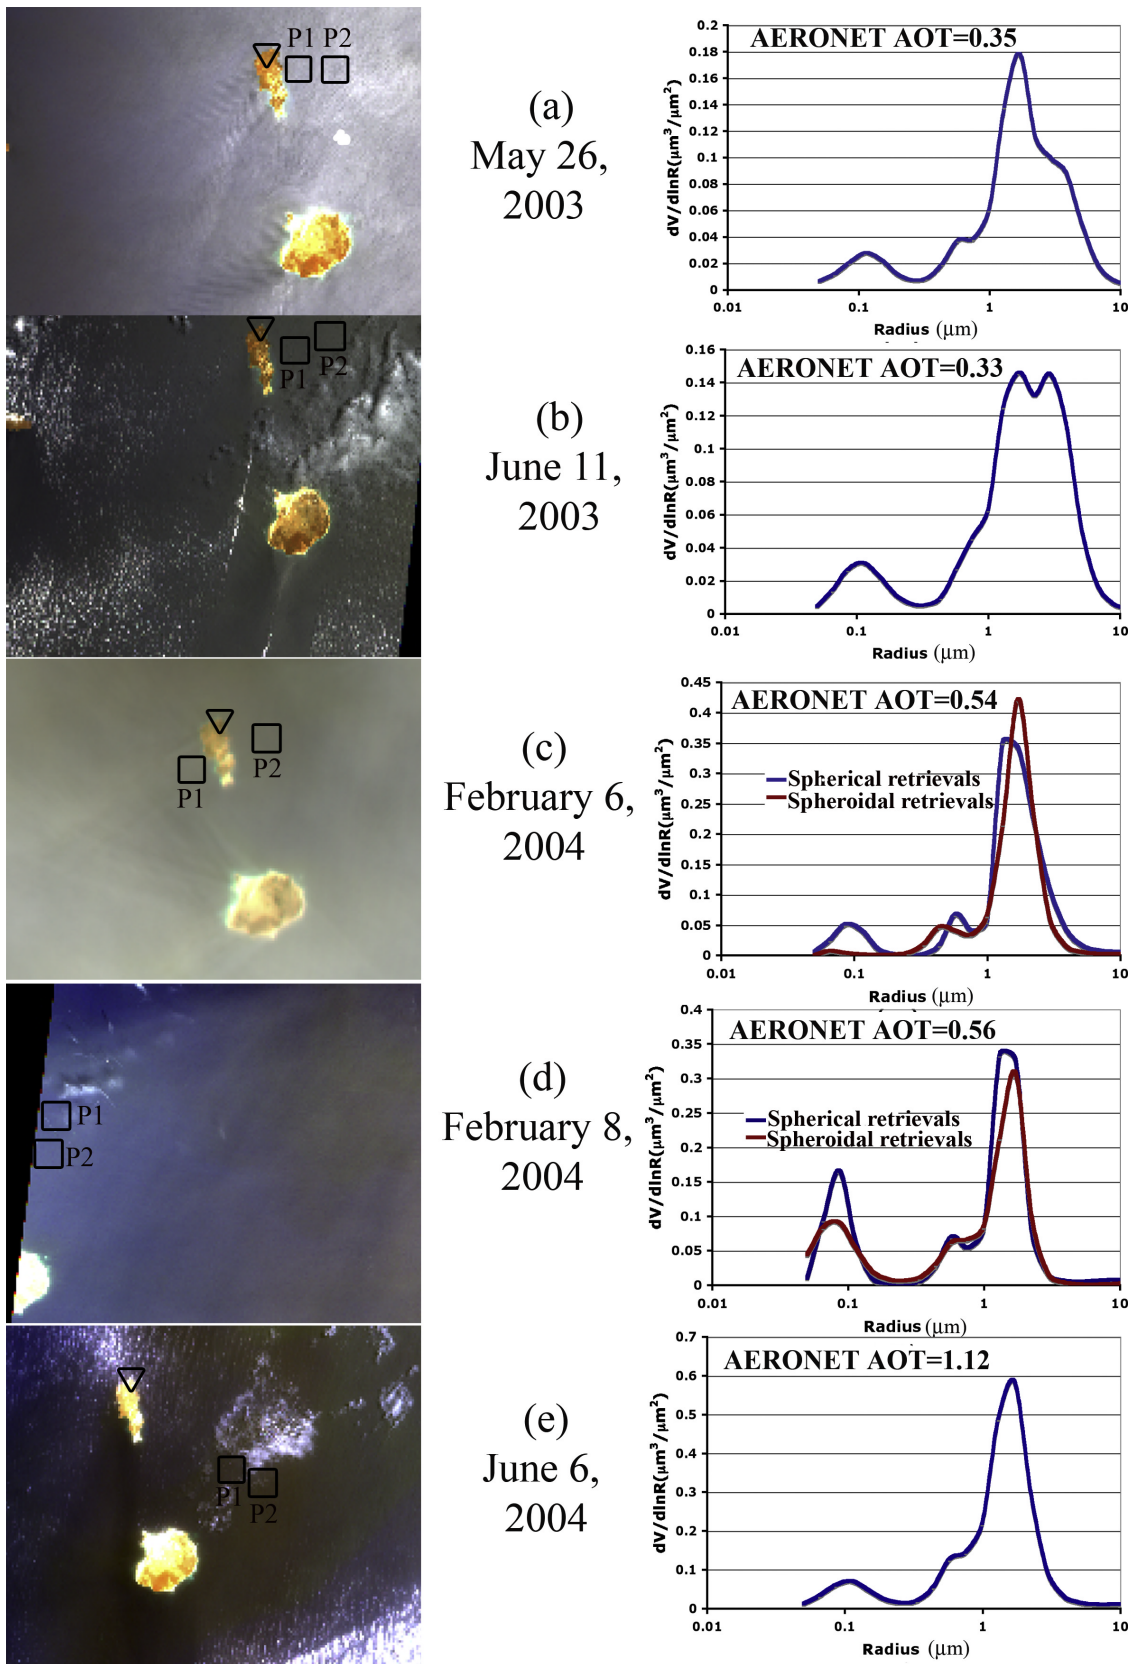 P1 P2
(a)
May 26,
2003
AERONET AOT=0.35
dV/dlnR(μm³/μm²)
0.2
0.18
0.16
0.14
0.12
0.1
0.08
0.06
0.04
0.02
0
0.01 0.1 1 10
Radius (μm)
P1 P2
(b)
June 11,
2003
AERONET AOT=0.33
dV/dlnR(μm³/μm²)
0.16
0.14
0.12
0.1
0.08
0.06
0.04
0.02
0
0.01 0.1 1 10
Radius (μm)
P1 P2
(c)
February 6,
2004
AERONET AOT=0.54
Spherical retrievals
Spheroidal retrievals
dV/dlnR(μm³/μm²)
0.45
0.4
0.35
0.3
0.25
0.2
0.15
0.1
0.05
0
0.01 0.1 1 10
Radius (μm)
P1
P2
(d)
February 8,
2004
AERONET AOT=0.56
Spherical retrievals
Spheroidal retrievals
dV/dlnR(μm³/μm²)
0.4
0.35
0.3
0.25
0.2
0.15
0.1
0.05
0
0.01 0.1 1 10
Radius (μm)
P1 P2
(e)
June 6,
2004
AERONET AOT=1.12
dV/dlnR(μm³/μm²)
0.7
0.6
0.5
0.4
0.3
0.2
0.1
0
0.01 0.1 1 10
Radius (μm)